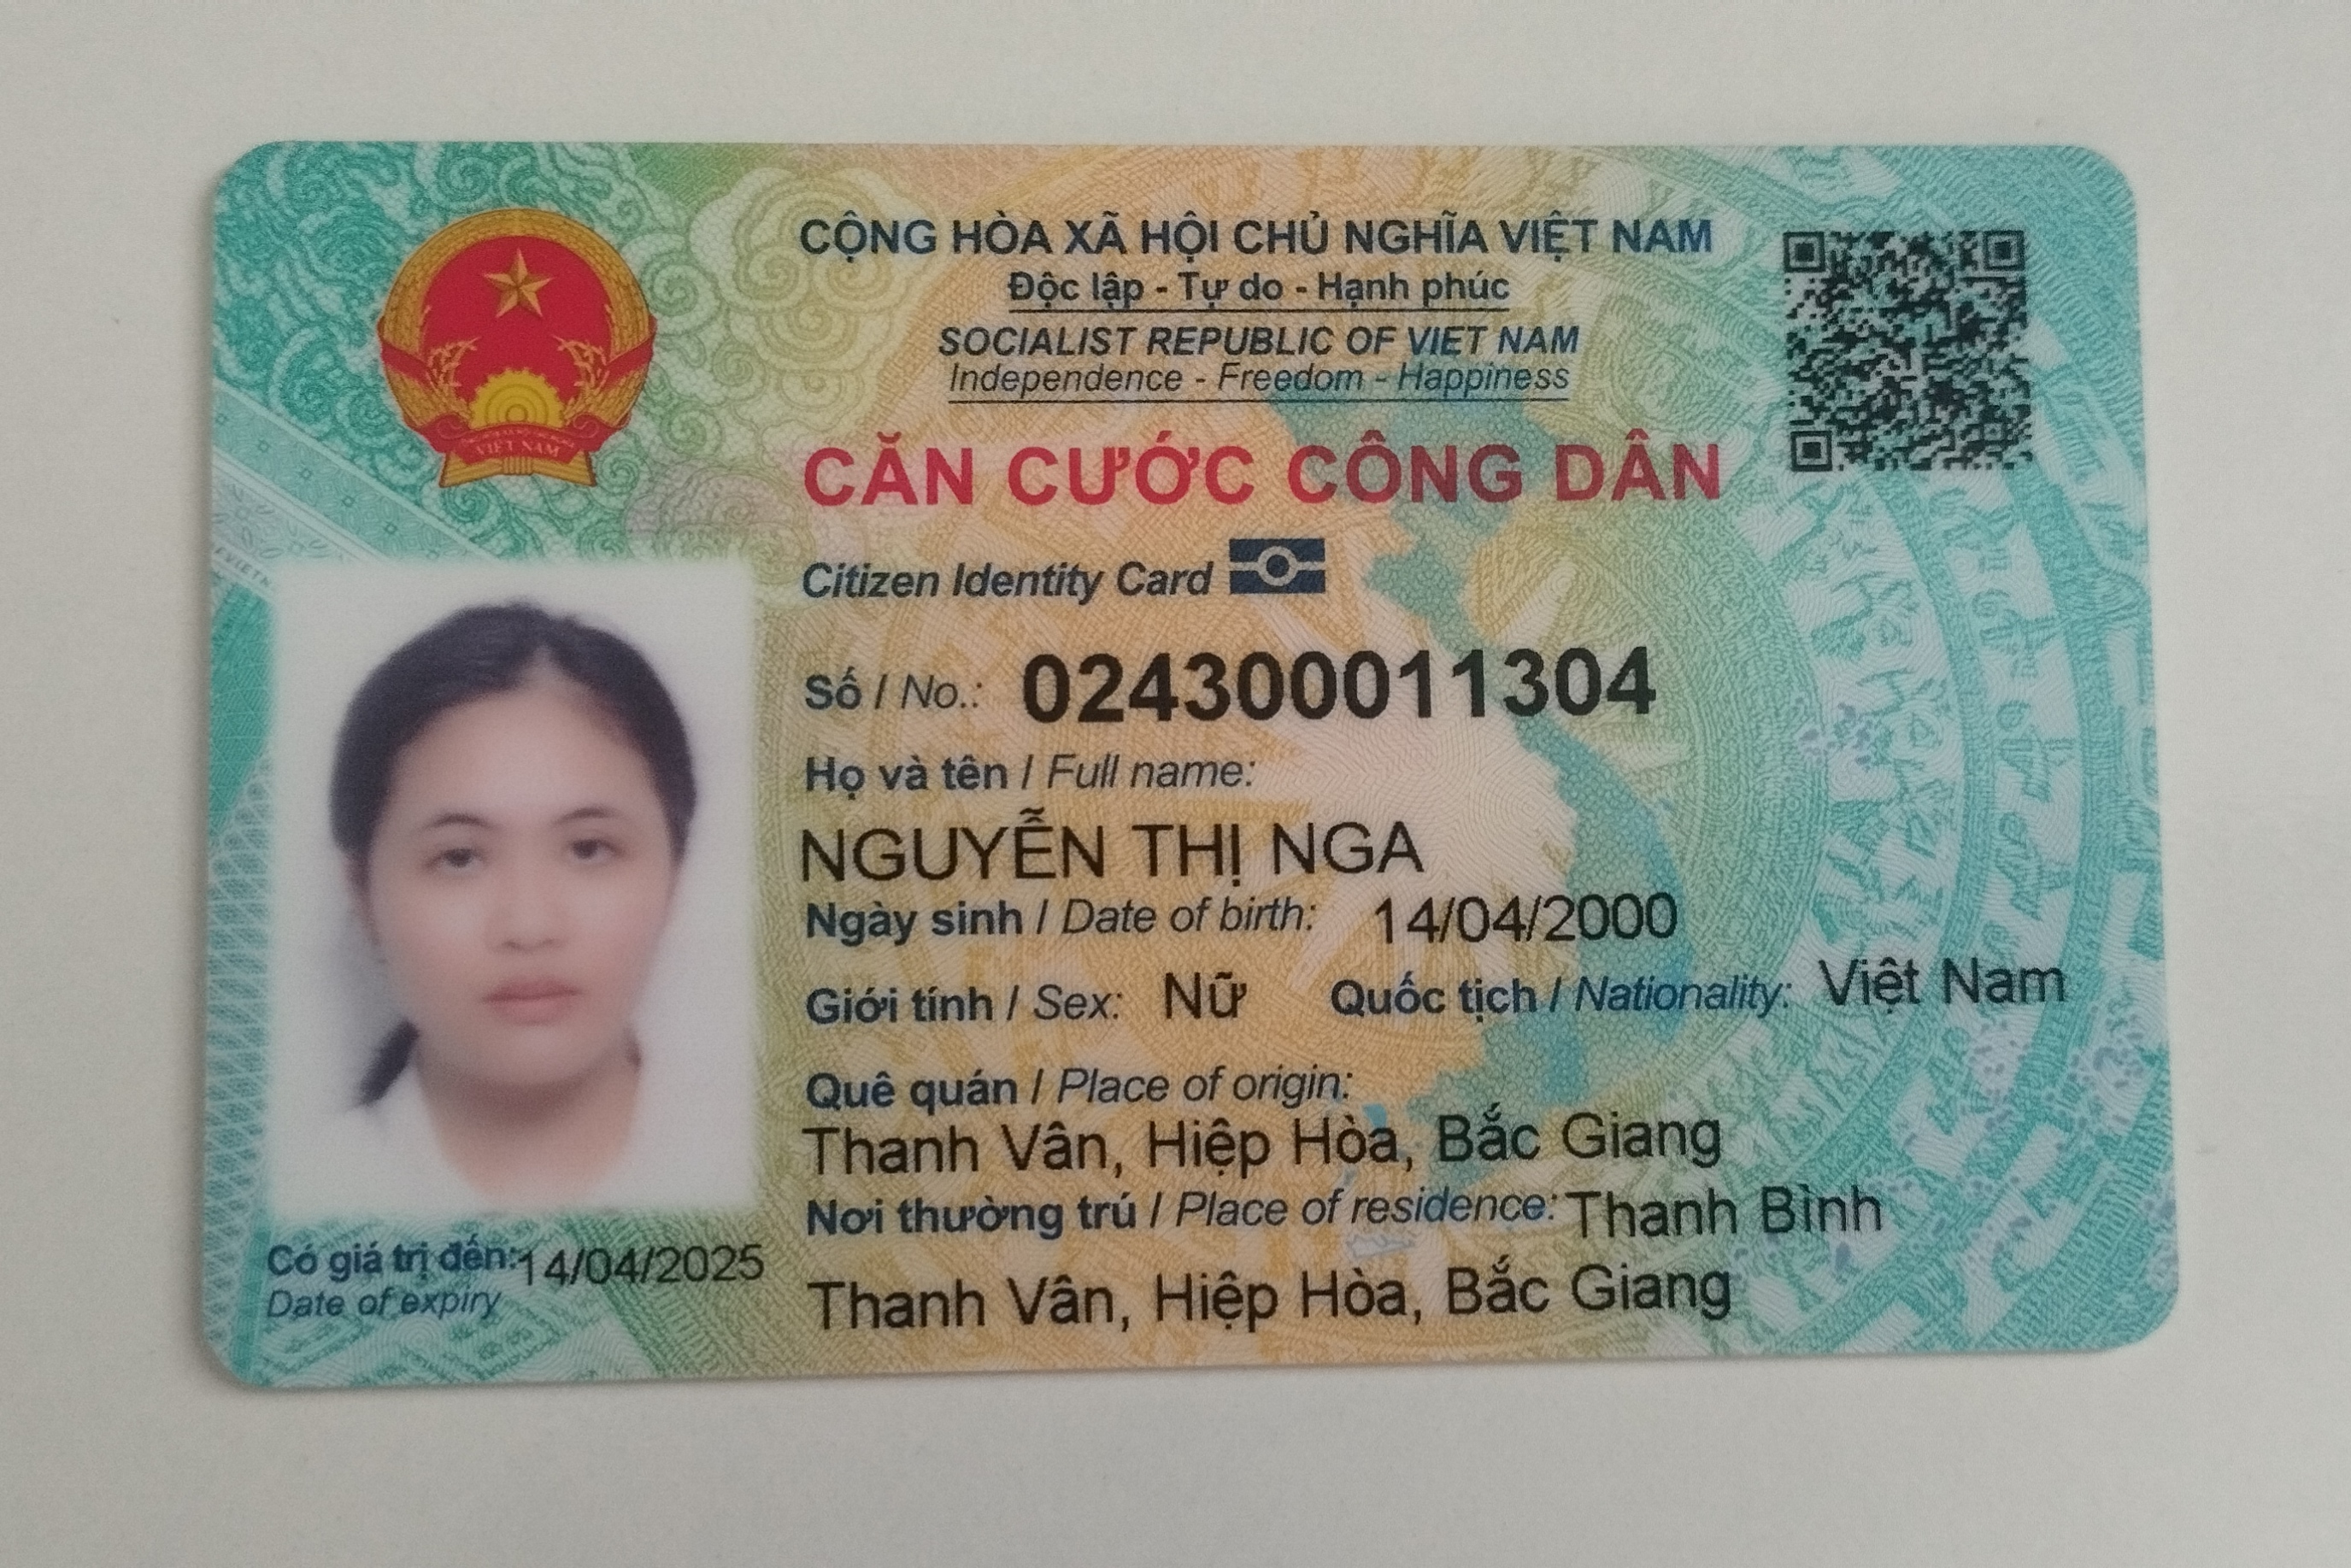 CỘNG HÒA XÃ HỘI CHỦ NGHĨA VIỆT NAM
Độc lập - Tự do - Hạnh phúc
SOCIALIST REPUBLIC OF VIET NAM
Independence - Freedom - Happiness
VIỆT NAM
CĂN CƯỚC CÔNG DÂN
Citizen Identity Card
Số / No.: 024300011304
Họ và tên / Full name:
NGUYỄN THỊ NGA
Ngày sinh / Date of birth: 14/04/2000
Giới tính / Sex: Nữ Quốc tịch / Nationality: Việt Nam
Quê quán / Place of origin:
Thanh Vân, Hiệp Hòa, Bắc Giang
Nơi thường trú / Place of residence: Thanh Bình
Thanh Vân, Hiệp Hòa, Bắc Giang
Có giá trị đến: 14/04/2025
Date of expiry